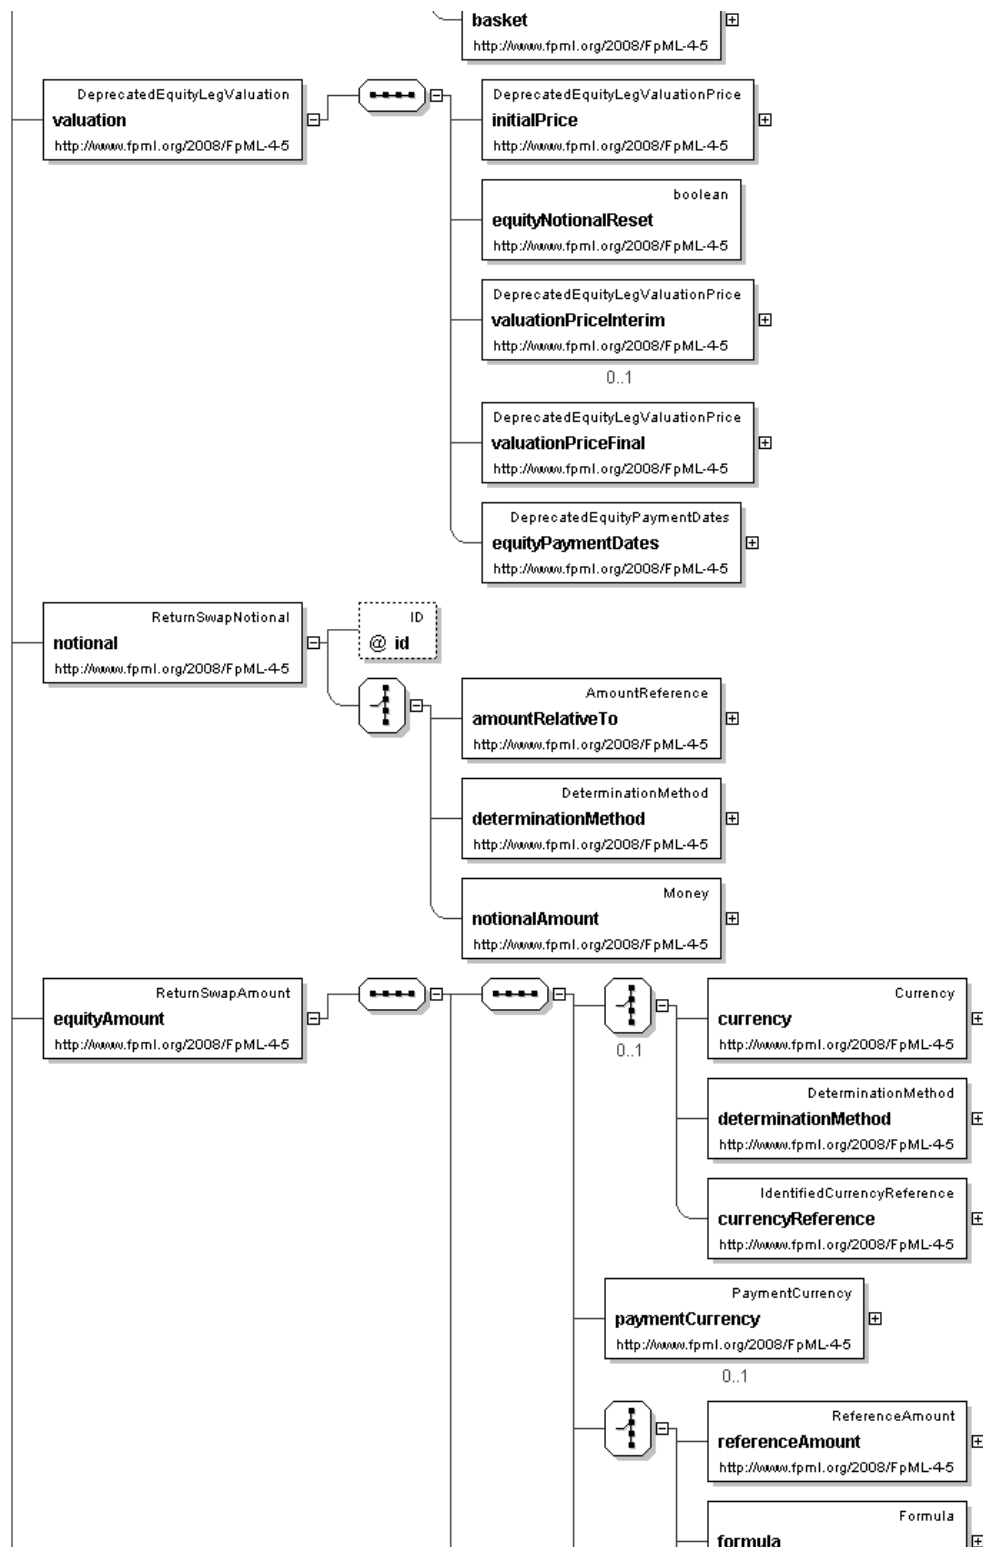 basket
http://www.fpml.org/2008/FpML-4-5
DeprecatedEquityLegValuation
valuation
http://www.fpml.org/2008/FpML-4-5
DeprecatedEquityLegValuationPrice
initialPrice
http://www.fpml.org/2008/FpML-4-5
boolean
equityNotionalReset
http://www.fpml.org/2008/FpML-4-5
DeprecatedEquityLegValuationPrice
valuationPriceInterim
http://www.fpml.org/2008/FpML-4-5
0..1
DeprecatedEquityLegValuationPrice
valuationPriceFinal
http://www.fpml.org/2008/FpML-4-5
DeprecatedEquityPaymentDates
equityPaymentDates
http://www.fpml.org/2008/FpML-4-5
ReturnSwapNotional
notional
http://www.fpml.org/2008/FpML-4-5
ID
@ id
AmountReference
amountRelativeTo
http://www.fpml.org/2008/FpML-4-5
DeterminationMethod
determinationMethod
http://www.fpml.org/2008/FpML-4-5
Money
notionalAmount
http://www.fpml.org/2008/FpML-4-5
ReturnSwapAmount
equityAmount
http://www.fpml.org/2008/FpML-4-5
0..1
Currency
currency
http://www.fpml.org/2008/FpML-4-5
DeterminationMethod
determinationMethod
http://www.fpml.org/2008/FpML-4-5
IdentifiedCurrencyReference
currencyReference
http://www.fpml.org/2008/FpML-4-5
PaymentCurrency
paymentCurrency
http://www.fpml.org/2008/FpML-4-5
0..1
ReferenceAmount
referenceAmount
http://www.fpml.org/2008/FpML-4-5
Formula
formula